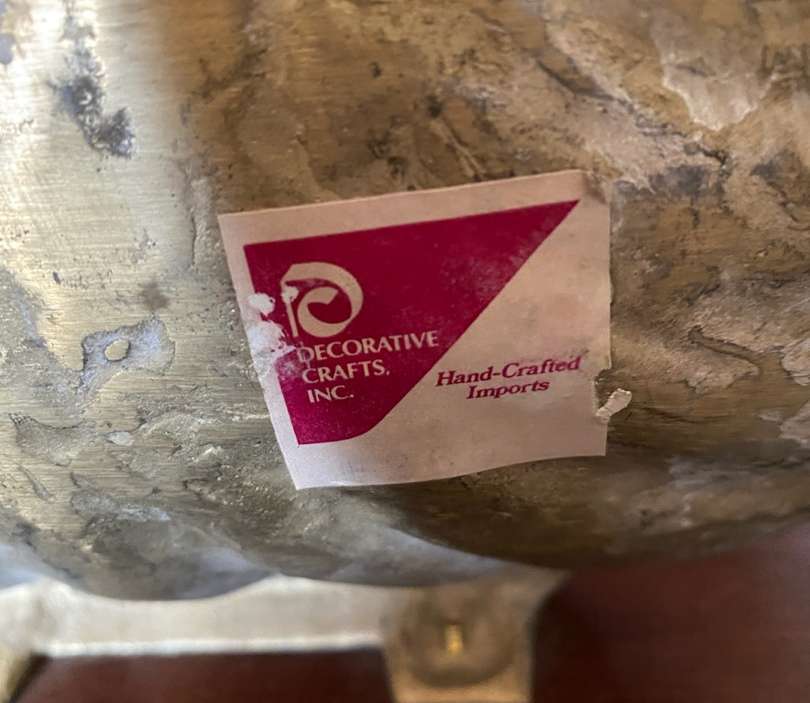 DECORATIVE
CRAFTS,
INC.
Hand-Crafted
Imports